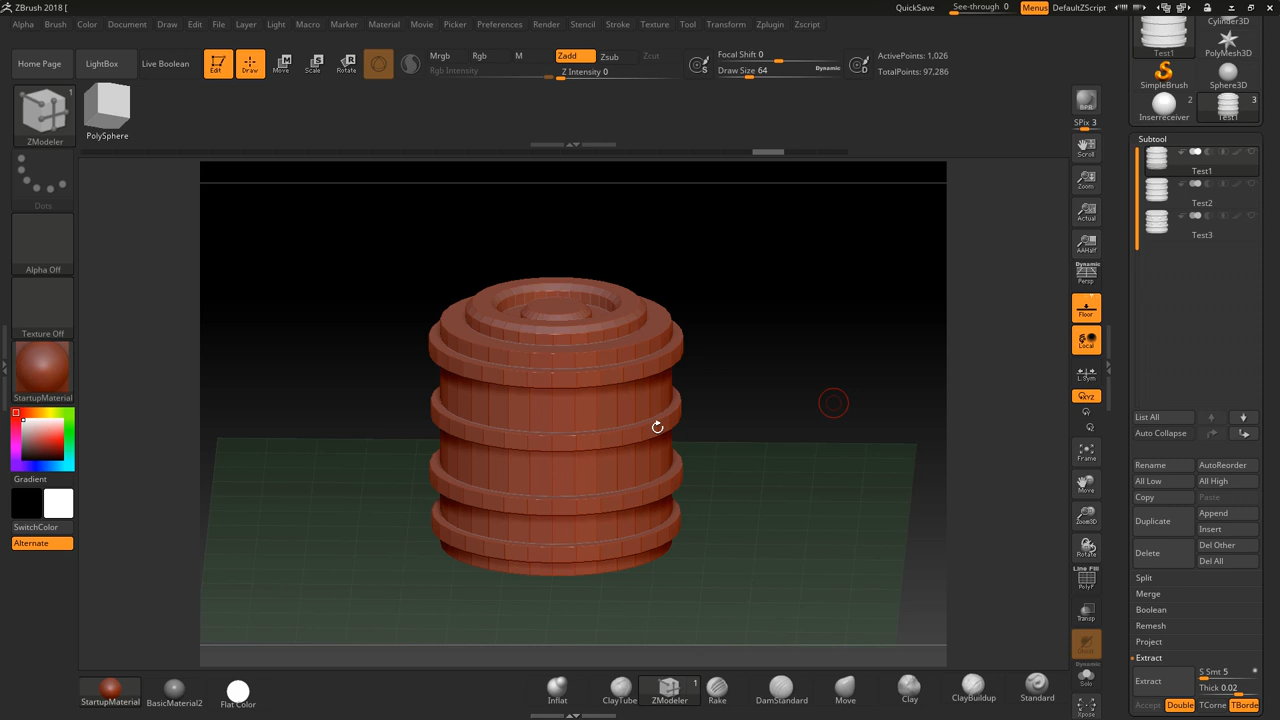 ZBrush 2018 [
QuickSave
See-through 0
Menus
DefaultZScript
Alpha Brush Color Document Draw Edit File Layer Light Macro Marker Material Movie Picker Preferences Render Stencil Stroke Texture Tool Transform Zplugin Zscript
Home Page
LightBox
Live Boolean
Edit
Draw
Move
Scale
Rotate
Mrgb Rgb M
Rgb Intensity
Zadd Zsub Zcut
Z Intensity 0
S
Focal Shift 0
Draw Size 64
Dynamic
D
ActivePoints: 1,026
TotalPoints: 97,286
1
ZModeler
PolySphere
Dots
Alpha Off
Texture Off
StartupMaterial
Gradient
SwitchColor
Alternate
BPR
SPix 3
Scroll
Zoom
Actual
AAHalf
Dynamic
Persp
Floor
Local
L.Sym
XYZ
Frame
Move
Zoom3D
Rotate
Line Fill
PolyF
Transp
Dynamic
Solo
Xpose
Test1
Cylinder3D
PolyMesh3D
SimpleBrush
Sphere3D
2
Inserreceiver
3
Test1
Subtool
Test1
Test2
Test3
List All
Auto Collapse
Rename AutoReorder
All Low All High
Copy Paste
Duplicate
Append
Insert
Delete
Del Other
Del All
Split
Merge
Boolean
Remesh
Project
Extract
Extract
S Smt 5
Thick 0.02
Accept Double TCorne TBorde
StartupMaterial
BasicMaterial2
Flat Color
Inflat
ClayTube
1
ZModeler
Rake
DamStandard
Move
Clay
ClayBuildup
Standard